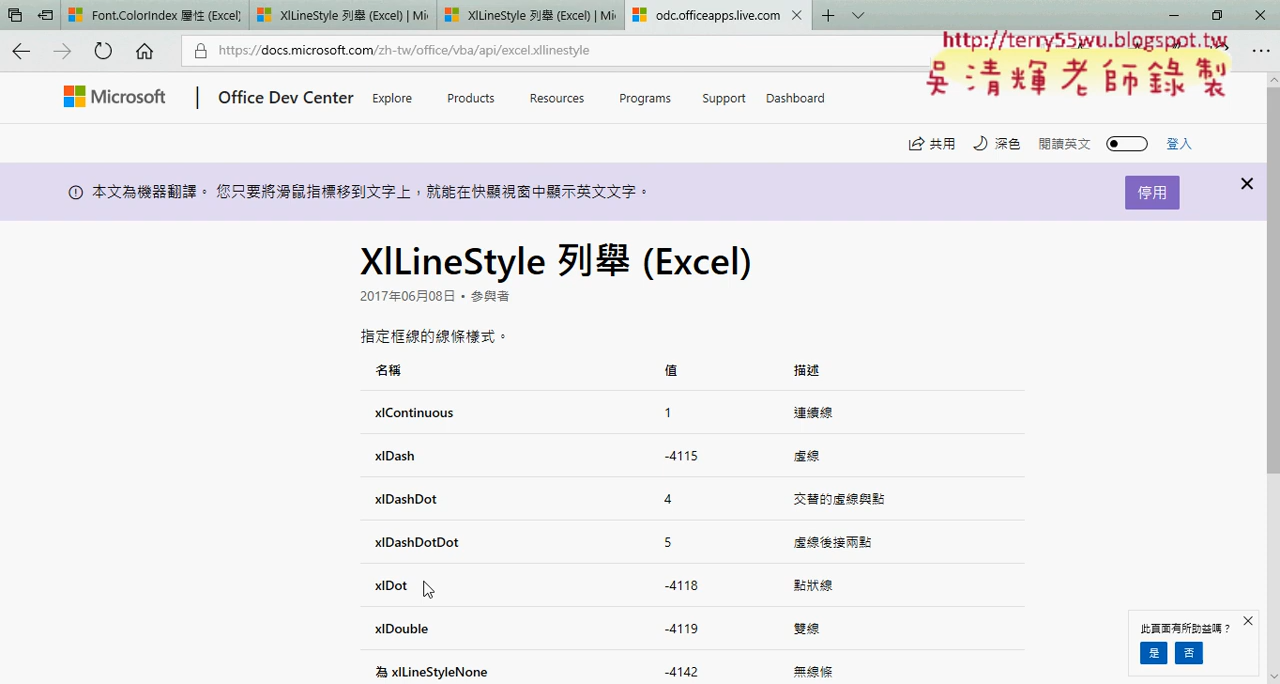 Font.ColorIndex 屬性 (Excel)
XlLineStyle 列舉 (Excel) | Mi
XlLineStyle 列舉 (Excel) | Mi
odc.officeapps.live.com
https://docs.microsoft.com/zh-tw/office/vba/api/excel.xllinestyle
http://terry55wu.blogspot.tw
吳清輝老師錄製
Microsoft
Office Dev Center
Explore
Products
Resources
Programs
Support
Dashboard
共用
深色
閱讀英文
登入
本文為機器翻譯。 您只要將滑鼠指標移到文字上，就能在快顯視窗中顯示英文文字。
停用
XlLineStyle 列舉 (Excel)
2017年06月08日 • 參與者
指定框線的線條樣式。
名稱 值 描述
xlContinuous 1 連續線
xlDash -4115 虛線
xlDashDot 4 交替的虛線與點
xlDashDotDot 5 虛線後接兩點
xlDot -4118 點狀線
xlDouble -4119 雙線
為 xlLineStyleNone -4142 無線條
此頁面有所助益嗎？
是
否